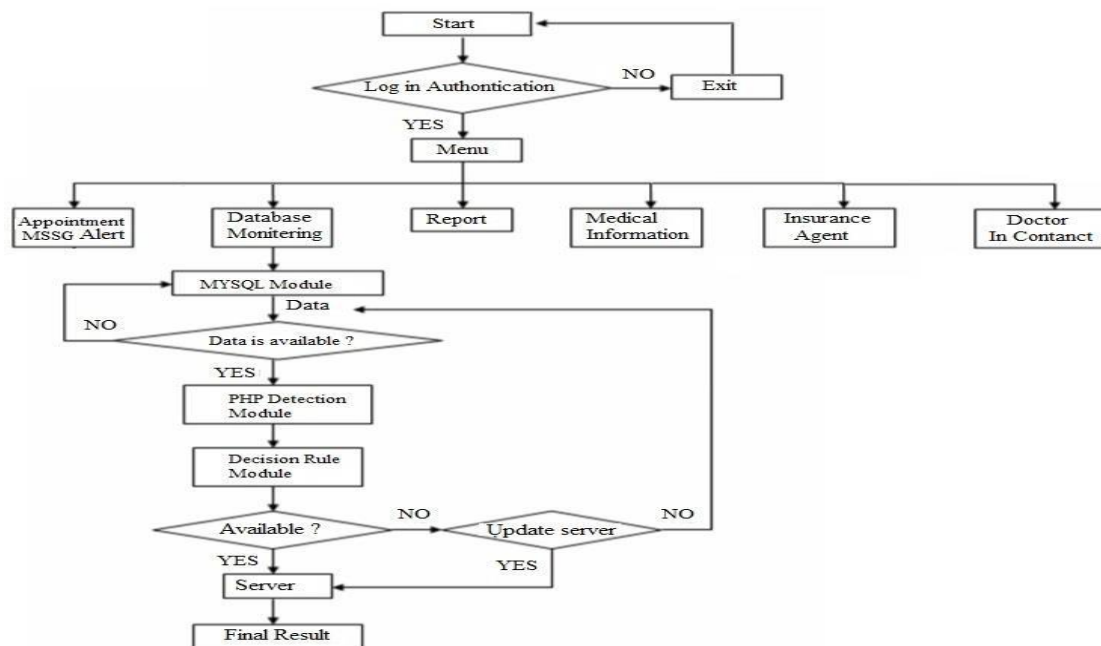 Start
Log in Authontication
NO
Exit
YES
Menu
Appointment
MSSG Alert
Database
Monitering
Report
Medical
Information
Insurance
Agent
Doctor
In Contanct
MYSQL Module
Data
NO
Data is available ?
YES
PHP Detection
Module
Decision Rule
Module
Available ?
NO
Update server
NO
YES
YES
Server
Final Result